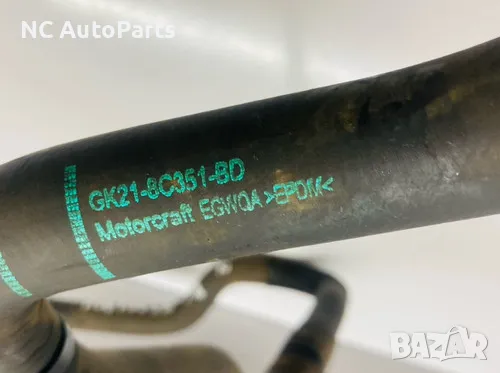 NC AutoParts
GK21-8C351-BD
Motorcraft EGWQA >EPDM<
BAZAR